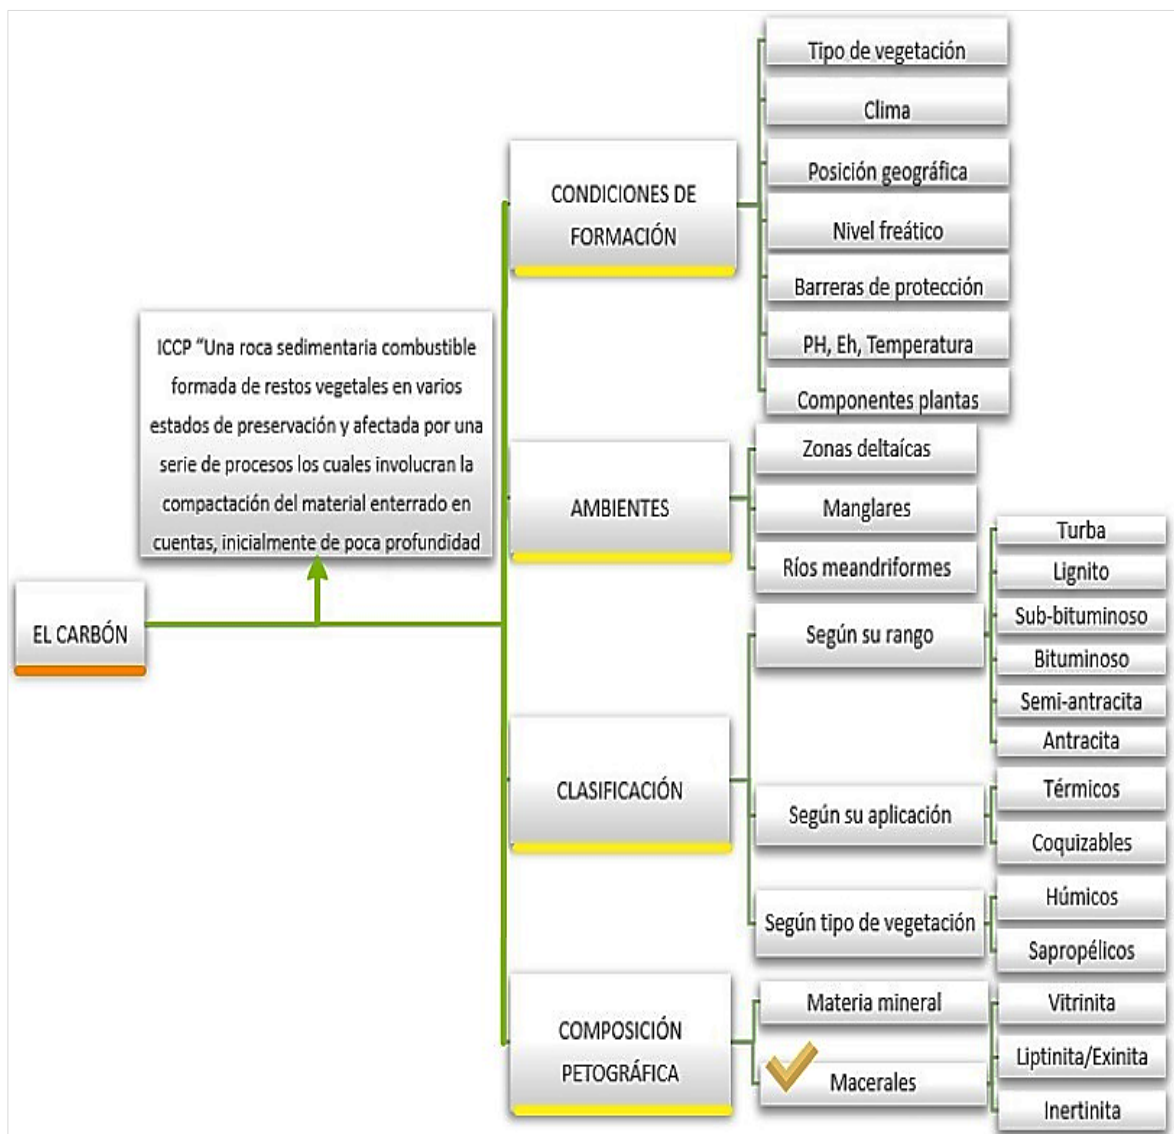 EL CARBÓN
ICCP “Una roca sedimentaria combustible
formada de restos vegetales en varios
estados de preservación y afectada por una
serie de procesos los cuales involucran la
compactación del material enterrado en
cuentas, inicialmente de poca profundidad
CONDICIONES DE
FORMACIÓN
Tipo de vegetación
Clima
Posición geográfica
Nivel freático
Barreras de protección
PH, Eh, Temperatura
Componentes plantas
AMBIENTES
Zonas deltaícas
Manglares
Ríos meandriformes
CLASIFICACIÓN
Según su rango
Turba
Lignito
Sub-bituminoso
Bituminoso
Semi-antracita
Antracita
Según su aplicación
Térmicos
Coquizables
Según tipo de vegetación
Húmicos
Sapropélicos
COMPOSICIÓN
PETOGRÁFICA
Materia mineral
Macerales
Vitrinita
Liptinita/Exinita
Inertinita